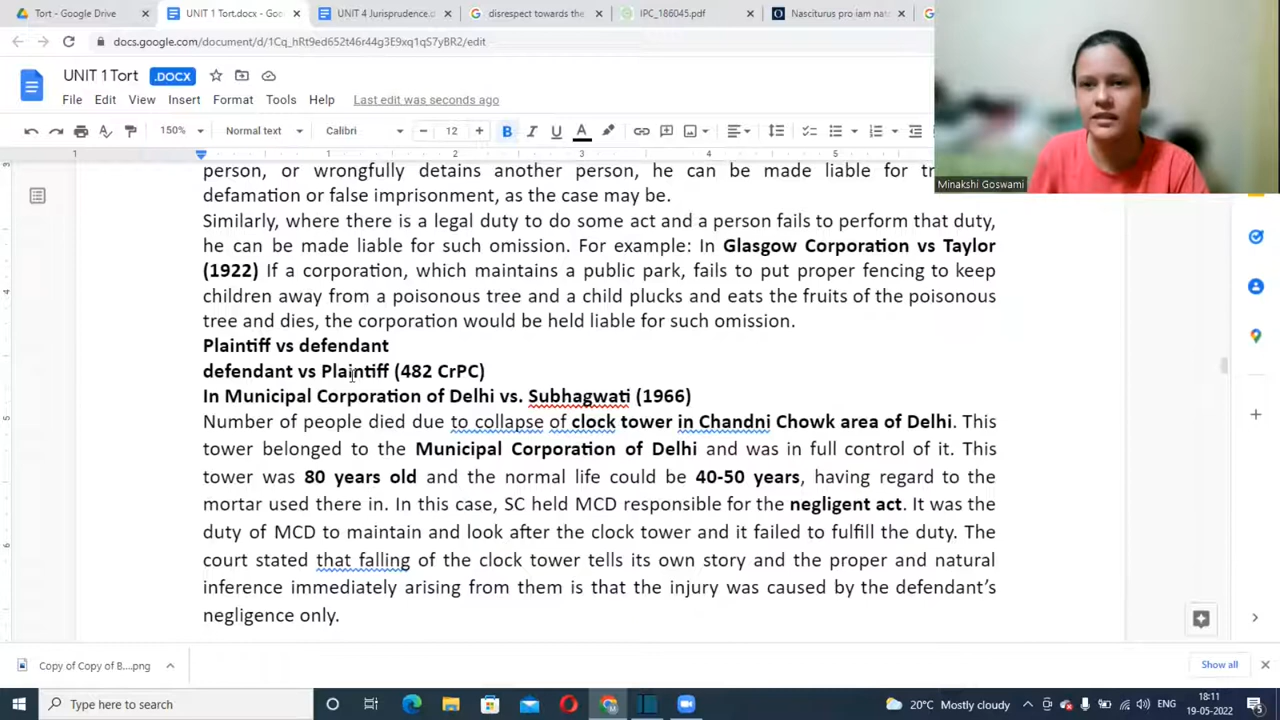 Tort - Google Drive
UNIT 1 Tort.docx - Goo
UNIT 4 Jurisprudence.d
disrespect towards the
IPC_186045.pdf
Nasciturus pro iam nat
docs.google.com/document/d/1Cq_hRt9ed652t46r44g3E9xq1qS7yBR2/edit
UNIT 1 Tort .DOCX
File Edit View Insert Format Tools Help Last edit was seconds ago
150% Normal text Calibri 12 B I U A
1 1 2 3 4 5
Minakshi Goswami
person, or wrongfully detains another person, he can be made liable for
defamation or false imprisonment, as the case may be.
Similarly, where there is a legal duty to do some act and a person fails to perform that duty,
he can be made liable for such omission. For example: In Glasgow Corporation vs Taylor
(1922) If a corporation, which maintains a public park, fails to put proper fencing to keep
children away from a poisonous tree and a child plucks and eats the fruits of the poisonous
tree and dies, the corporation would be held liable for such omission.
Plaintiff vs defendant
defendant vs Plaintiff (482 CrPC)
In Municipal Corporation of Delhi vs. Subhagwati (1966)
Number of people died due to collapse of clock tower in Chandni Chowk area of Delhi. This
tower belonged to the Municipal Corporation of Delhi and was in full control of it. This
tower was 80 years old and the normal life could be 40-50 years, having regard to the
mortar used there in. In this case, SC held MCD responsible for the negligent act. It was the
duty of MCD to maintain and look after the clock tower and it failed to fulfill the duty. The
court stated that falling of the clock tower tells its own story and the proper and natural
inference immediately arising from them is that the injury was caused by the defendant's
negligence only.
Copy of Copy of B....png
Show all
Type here to search
20°C Mostly cloudy
ENG
18:11
19-05-2022
5